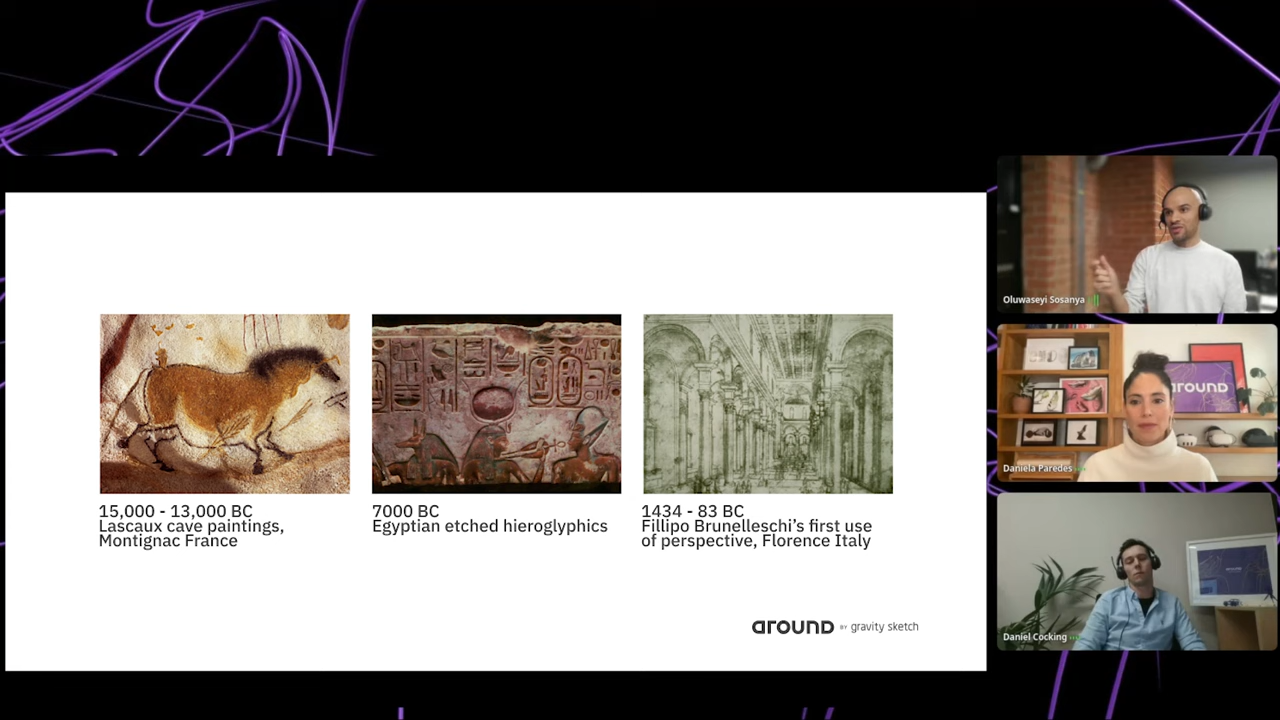 15,000 - 13,000 BC
Lascaux cave paintings,
Montignac France
7000 BC
Egyptian etched hieroglyphics
1434 - 83 BC
Fillipo Brunelleschi's first use
of perspective, Florence Italy
around BY gravity sketch
Oluwaseyi Sosanya
around
Daniela Paredes
Daniel Cocking